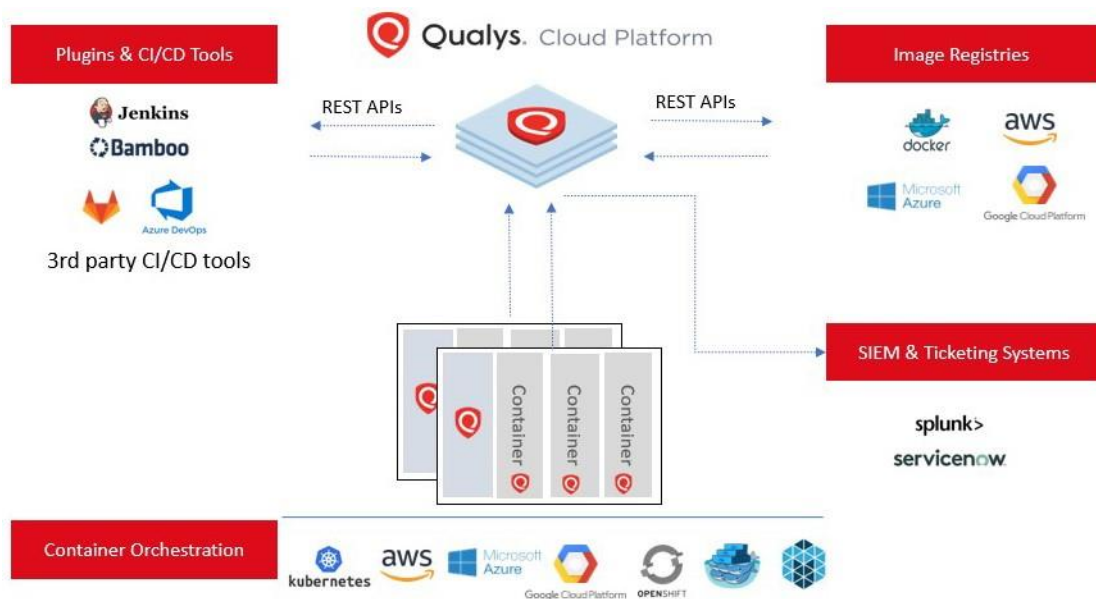 Qualys. Cloud Platform
Plugins & CI/CD Tools
Jenkins
Bamboo
Azure DevOps
3rd party CI/CD tools
REST APIs
REST APIs
Image Registries
docker
aws
Microsoft
Azure
Google Cloud Platform
SIEM & Ticketing Systems
splunk>
servicenow
Container
Container
Container
Container Orchestration
kubernetes
aws
Microsoft
Azure
Google Cloud Platform
OPENSHIFT